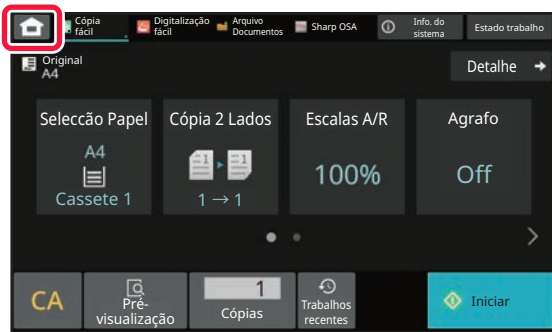 Cópia
fácil
Digitalização
fácil
Arquivo
Documentos
Sharp OSA
Info. do
sistema
Estado trabalho
Original
A4
Detalhe
Selecção Papel
A4
Cassete 1
Cópia 2 Lados
1 1
1 → 1
Escalas A/R
100%
Agrafo
Off
CA
Pré-
visualização
1
Cópias
Trabalhos
recentes
Iniciar